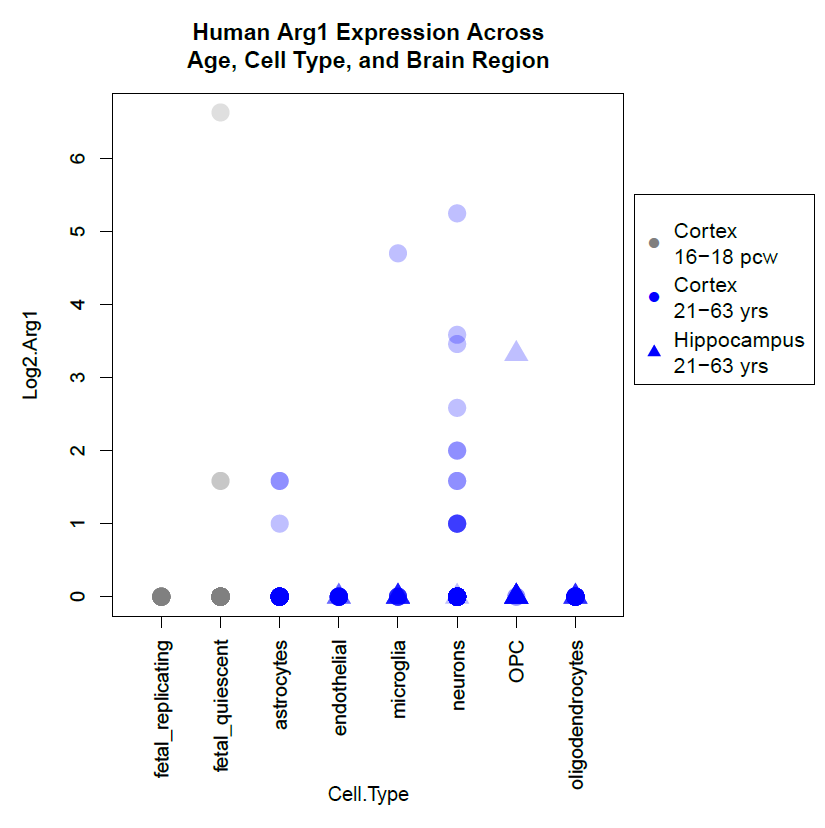 Human Arg1 Expression Across
Age, Cell Type, and Brain Region
Log2.Arg1
6
5
4
3
2
1
0
fetal_replicating
fetal_quiescent
astrocytes
endothelial
microglia
neurons
OPC
oligodendrocytes
Cell.Type
Cortex
16−18 pcw
Cortex
21−63 yrs
Hippocampus
21−63 yrs